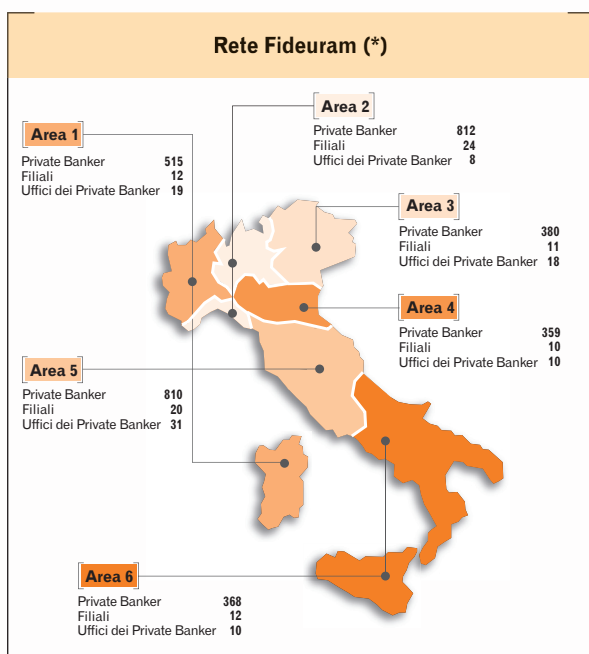 Rete Fideuram (*)
Area 1
Private Banker 515
Filiali 12
Uffici dei Private Banker 19
Area 2
Private Banker 812
Filiali 24
Uffici dei Private Banker 8
Area 3
Private Banker 380
Filiali 11
Uffici dei Private Banker 18
Area 4
Private Banker 359
Filiali 10
Uffici dei Private Banker 10
Area 5
Private Banker 810
Filiali 20
Uffici dei Private Banker 31
Area 6
Private Banker 368
Filiali 12
Uffici dei Private Banker 10